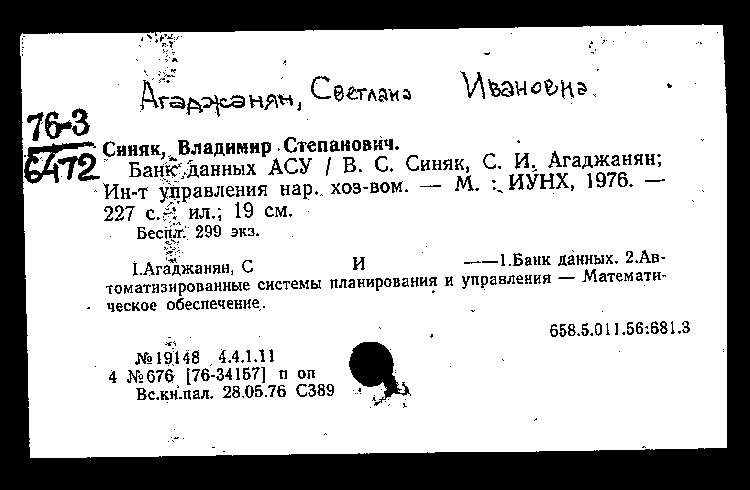 Агаджанян, Светлана Ивановна
76-3
6472
Синяк, Владимир Степанович.
Банк данных АСУ / В. С. Синяк, С. И. Агаджанян;
Ин-т управления нар. хоз-вом. — М. : ИУНХ, 1976. —
227 с. : ил.; 19 см.
Беспл. 299 экз.
I.Агаджанян, С И ——1.Банк данных. 2.Ав-
томатизированные системы планирования и управления — Математи-
ческое обеспечение.
658.5.011.56:681.3
№19148 4.4.1.11
4 №676 [76-34157] п оп
Вс.кн.пал. 28.05.76 С389